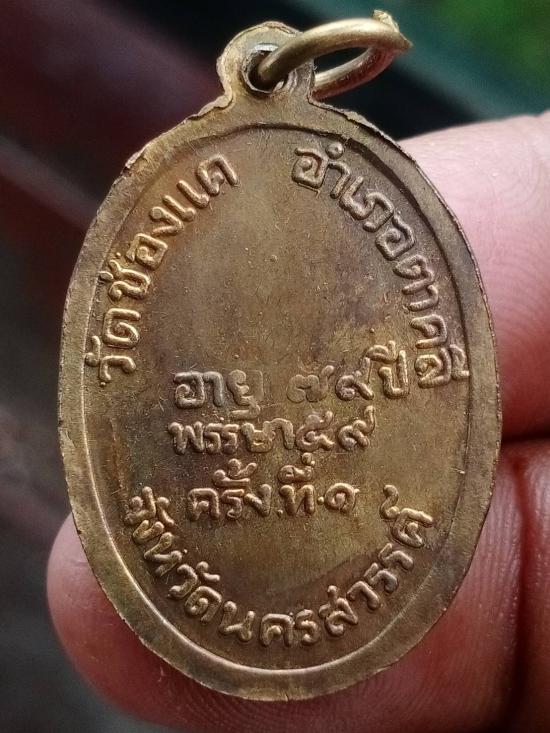 วัดช่องแค อำเภอตาคลี
อายุ ๗๙ ปี
พรรษา ๕๙
ครั้ง.ที่.๑
จังหวัดนครสวรรค์